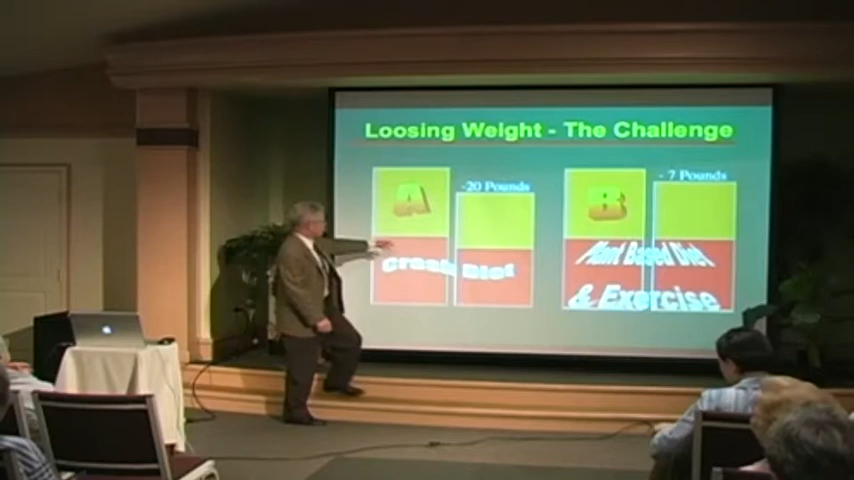 Loosing Weight - The Challenge
A
-20 Pounds
Crash Diet
B
- 7 Pounds
Plant Based Diet
& Exercise